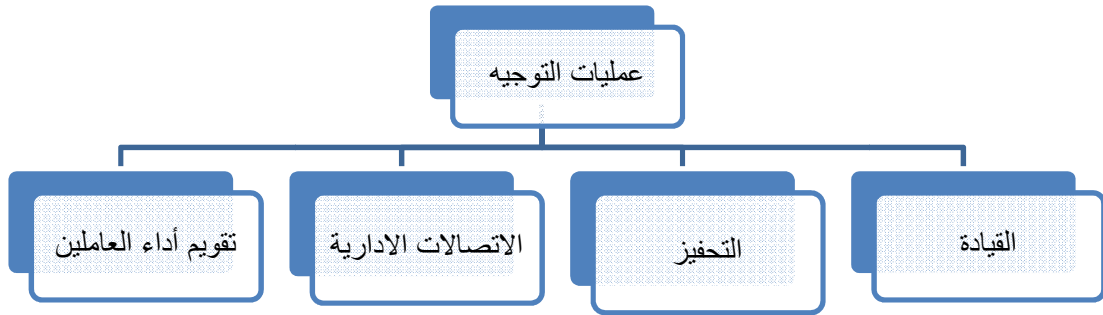 عمليات التوجيه
القيادة
التحفيز
الاتصالات الادارية
تقويم أداء العاملين